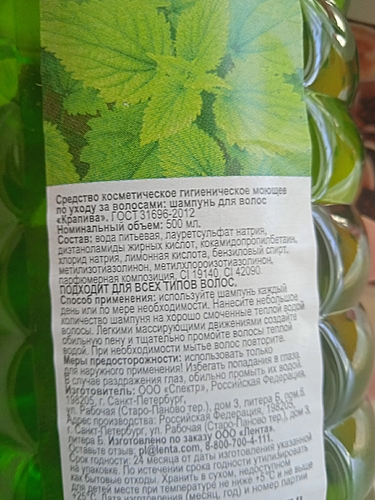 Средство косметическое гигиеническое моющее
по уходу за волосами: шампунь для волос
«Крапива». ГОСТ 31696-2012
Номинальный объем: 500 мл.
Состав: вода питьевая, лауретсульфат натрия,
диэтаноламиды жирных кислот, кокамидопропилбетаин,
хлорид натрия, лимонная кислота, бензиловый спирт,
метилизотиазолинон, метилхлороизотиазолинон,
парфюмерная композиция, CI 19140, CI 42090.
ПОДХОДИТ ДЛЯ ВСЕХ ТИПОВ ВОЛОС.
Способ применения: используйте шампунь каждый
день или по мере необходимости. Нанесите небольшое
количество шампуня на хорошо смоченные теплой водой
волосы. Легкими массирующими движениями создайте
обильную пену и тщательно промойте волосы теплой
водой. При необходимости мытье волос повторите.
Меры предосторожности: использовать только
для наружного применения! Избегать попадания в глаза.
в случае раздражения глаз, обильно промыть их водой.
Изготовитель: ООО «Спектр», Российская Федерация,
198205, г. Санкт-Петербург,
ул. Рабочая (Старо-Паново тер.), дом 3, литера Б, пом.6.
Адрес производства: Российская Федерация, 198205,
г. Санкт-Петербург, ул. Рабочая (Старо-Паново тер.), дом 3,
литера Б. Изготовлено по заказу ООО «Лента».
Оставьте отзыв: pl@lenta.com, 8-800-700-4-111.
Срок годности: 24 месяца от даты изготовления указанной
на упаковке. По истечении срока годности утилизировать
как бытовые отходы. Хранить в сухом, недоступном
для детей месте при температуре не ниже +5°С и не выше
+25°С. Дата изготовления (месяц, год) и номер партии